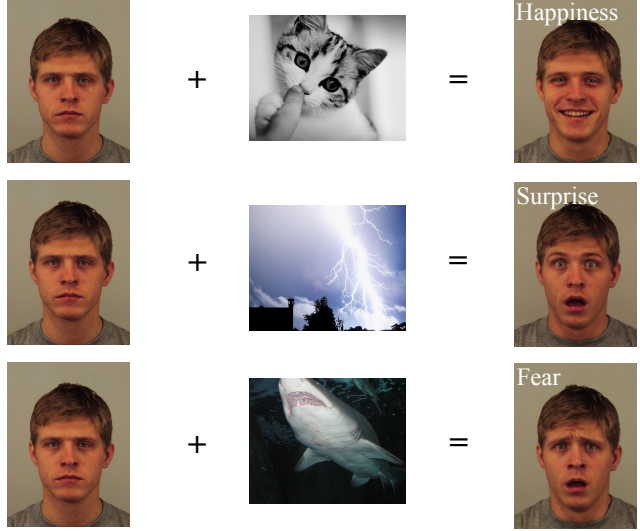 +
=
Happiness
+
=
Surprise
+
=
Fear